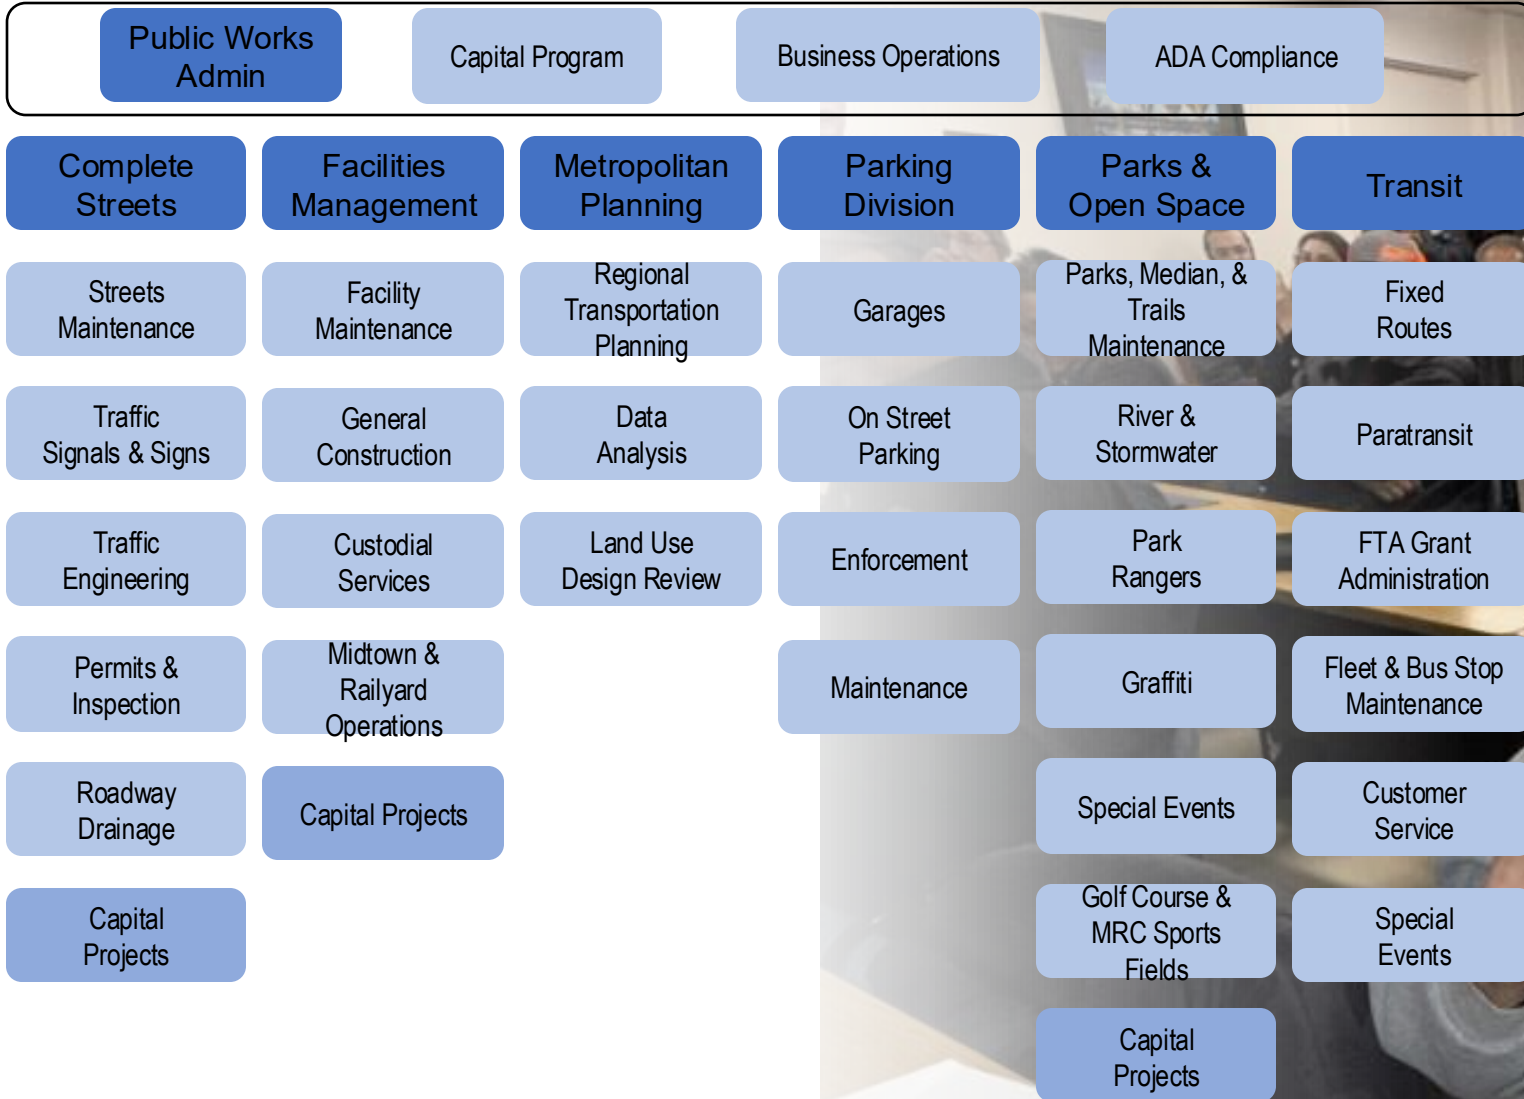 Public Works
Admin
Capital Program
Business Operations
ADA Compliance
Complete
Streets
Streets
Maintenance
Traffic
Signals & Signs
Traffic
Engineering
Permits &
Inspection
Roadway
Drainage
Capital
Projects
Facilities
Management
Facility
Maintenance
General
Construction
Custodial
Services
Midtown &
Railyard
Operations
Capital Projects
Metropolitan
Planning
Regional
Transportation
Planning
Data
Analysis
Land Use
Design Review
Parking
Division
Garages
On Street
Parking
Enforcement
Maintenance
Parks &
Open Space
Parks, Median, &
Trails
Maintenance
River &
Stormwater
Park
Rangers
Graffiti
Special Events
Golf Course &
MRC Sports
Fields
Capital
Projects
Transit
Fixed
Routes
Paratransit
FTA Grant
Administration
Fleet & Bus Stop
Maintenance
Customer
Service
Special
Events